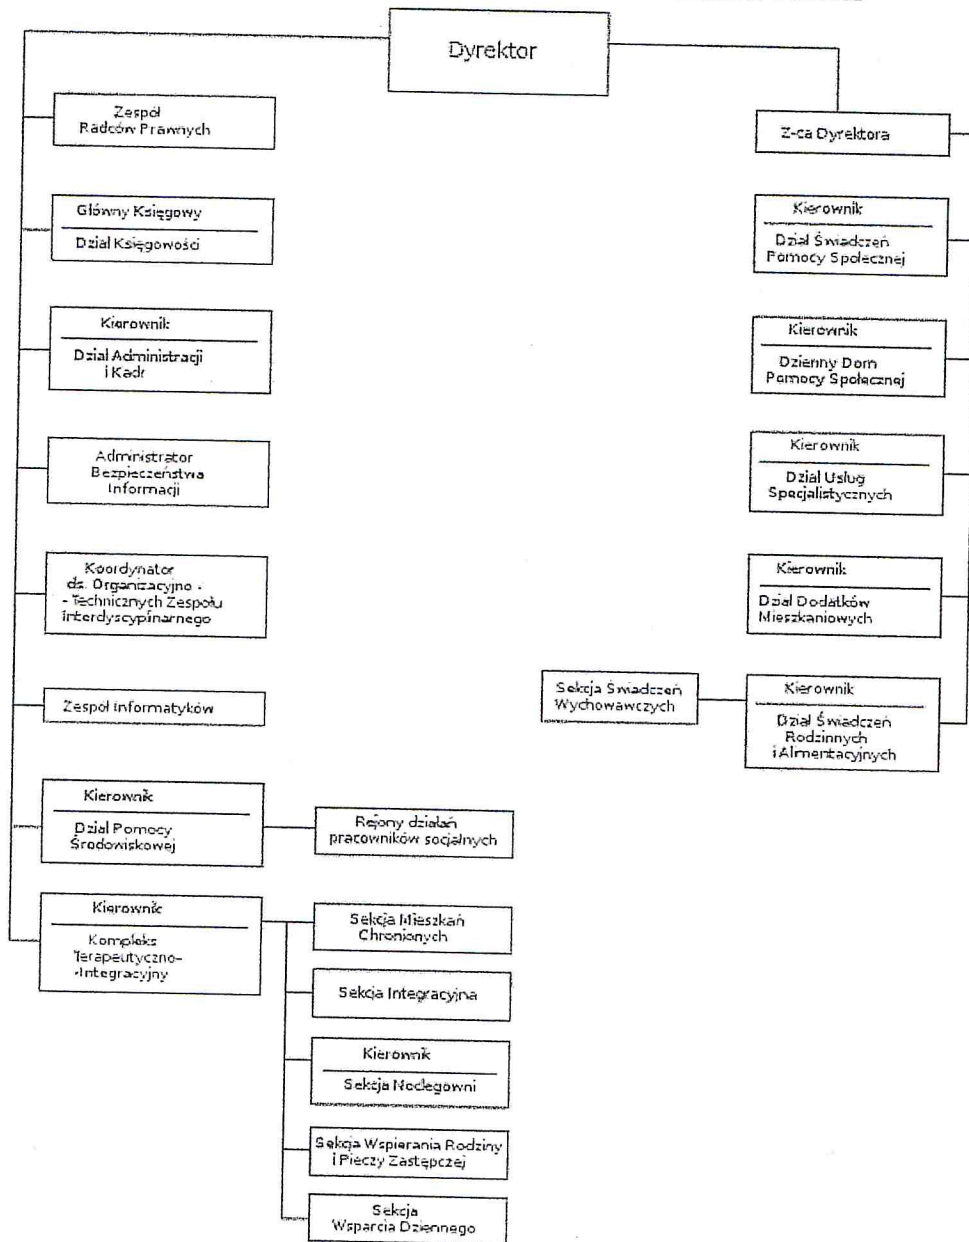 Dyrektor
Zespół
Radców Prawnych
Główny Księgowy
Dział Księgowości
Kierownik
Dział Administracji
i Kadr
Administrator
Bezpieczeństwa
Informacji
Koordynator
ds. Organizacyjno -
- Technicznych Zespołu
Interdyscyplinarnego
Zespół Informatyków
Kierownik
Dział Pomocy
Środowiskowej
Rejony działań
pracowników socjalnych
Kierownik
Kompleks
Terapeutyczno-
-Integracyjny
Sekcja Mieszkań
Chronionych
Sekcja Integracyjna
Kierownik
Sekcja Noclegowni
Sekcja Wspierania Rodziny
i Pieczy Zastępczej
Sekcja
Wsparcia Dziennego
Z-ca Dyrektora
Kierownik
Dział Świadczeń
Pomocy Społecznej
Kierownik
Dzienny Dom
Pomocy Społecznej
Kierownik
Dział Usług
Specjalistycznych
Kierownik
Dział Dodatków
Mieszkaniowych
Kierownik
Dział Świadczeń
Rodzinnych
i Alimentacyjnych
Sekcja Świadczeń
Wychowawczych